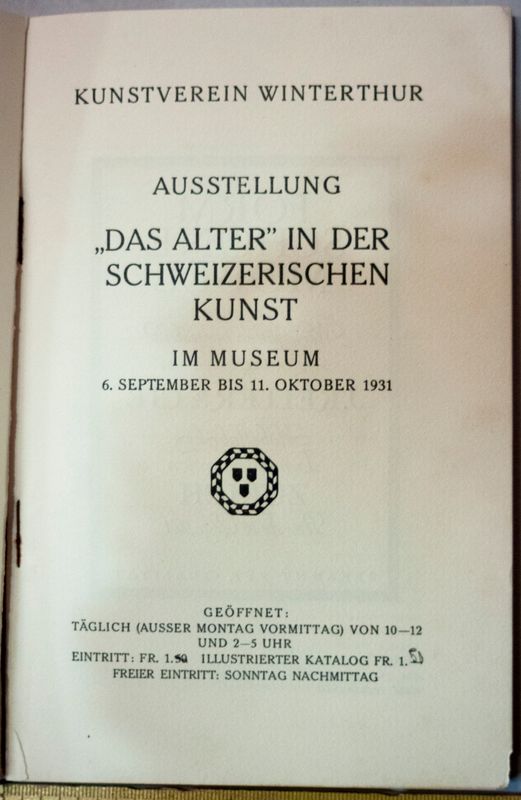 KUNSTVEREIN WINTERTHUR
AUSSTELLUNG
„DAS ALTER” IN DER
SCHWEIZERISCHEN
KUNST
IM MUSEUM
6. SEPTEMBER BIS 11. OKTOBER 1931
GEÖFFNET:
TÄGLICH (AUSSER MONTAG VORMITTAG) VON 10—12
UND 2—5 UHR
EINTRITT: FR. 1.50 ILLUSTRIERTER KATALOG FR. 1.
FREIER EINTRITT: SONNTAG NACHMITTAG